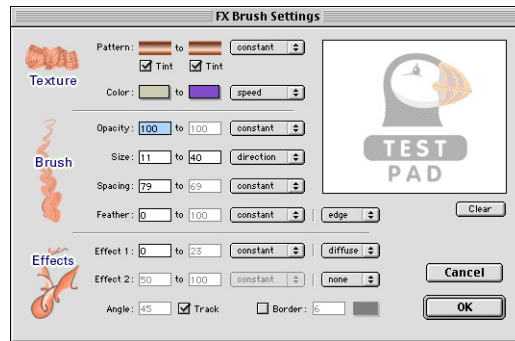 FX Brush Settings
Texture
Pattern: to constant
Tint Tint
Color: to speed
Brush
Opacity: 100 to 100 constant
Size: 11 to 40 direction
Spacing: 79 to 69 constant
Feather: 0 to 100 constant edge
Effects
Effect 1: 0 to 23 constant diffuse
Effect 2: 50 to 100 constant none
Angle: 45 Track Border: 6
TEST
PAD
Clear
Cancel
OK